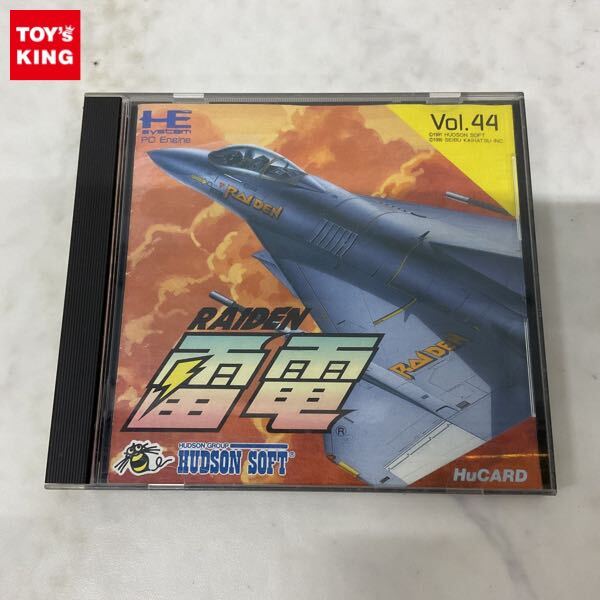 TOY's
KING
HE
system
PC Engine
Vol.44
©1991 HUDSON SOFT
©1990 SEIBU KAIHATSU INC.
RAIDEN
RAIDEN
RAIDEN
雷電
®
HUDSON GROUP
HUDSON SOFT®
HuCARD